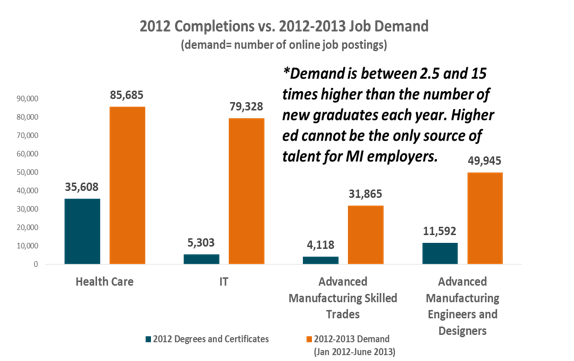 2012 Completions vs. 2012-2013 Job Demand
(demand= number of online job postings)
*Demand is between 2.5 and 15
times higher than the number of
new graduates each year. Higher
ed cannot be the only source of
talent for MI employers.
90,000
80,000
70,000
60,000
50,000
40,000
30,000
20,000
10,000
0
35,608
85,685
5,303
79,328
4,118
31,865
11,592
49,945
Health Care
IT
Advanced
Manufacturing Skilled
Trades
Advanced
Manufacturing
Engineers and
Designers
2012 Degrees and Certificates
2012-2013 Demand
(Jan 2012-June 2013)